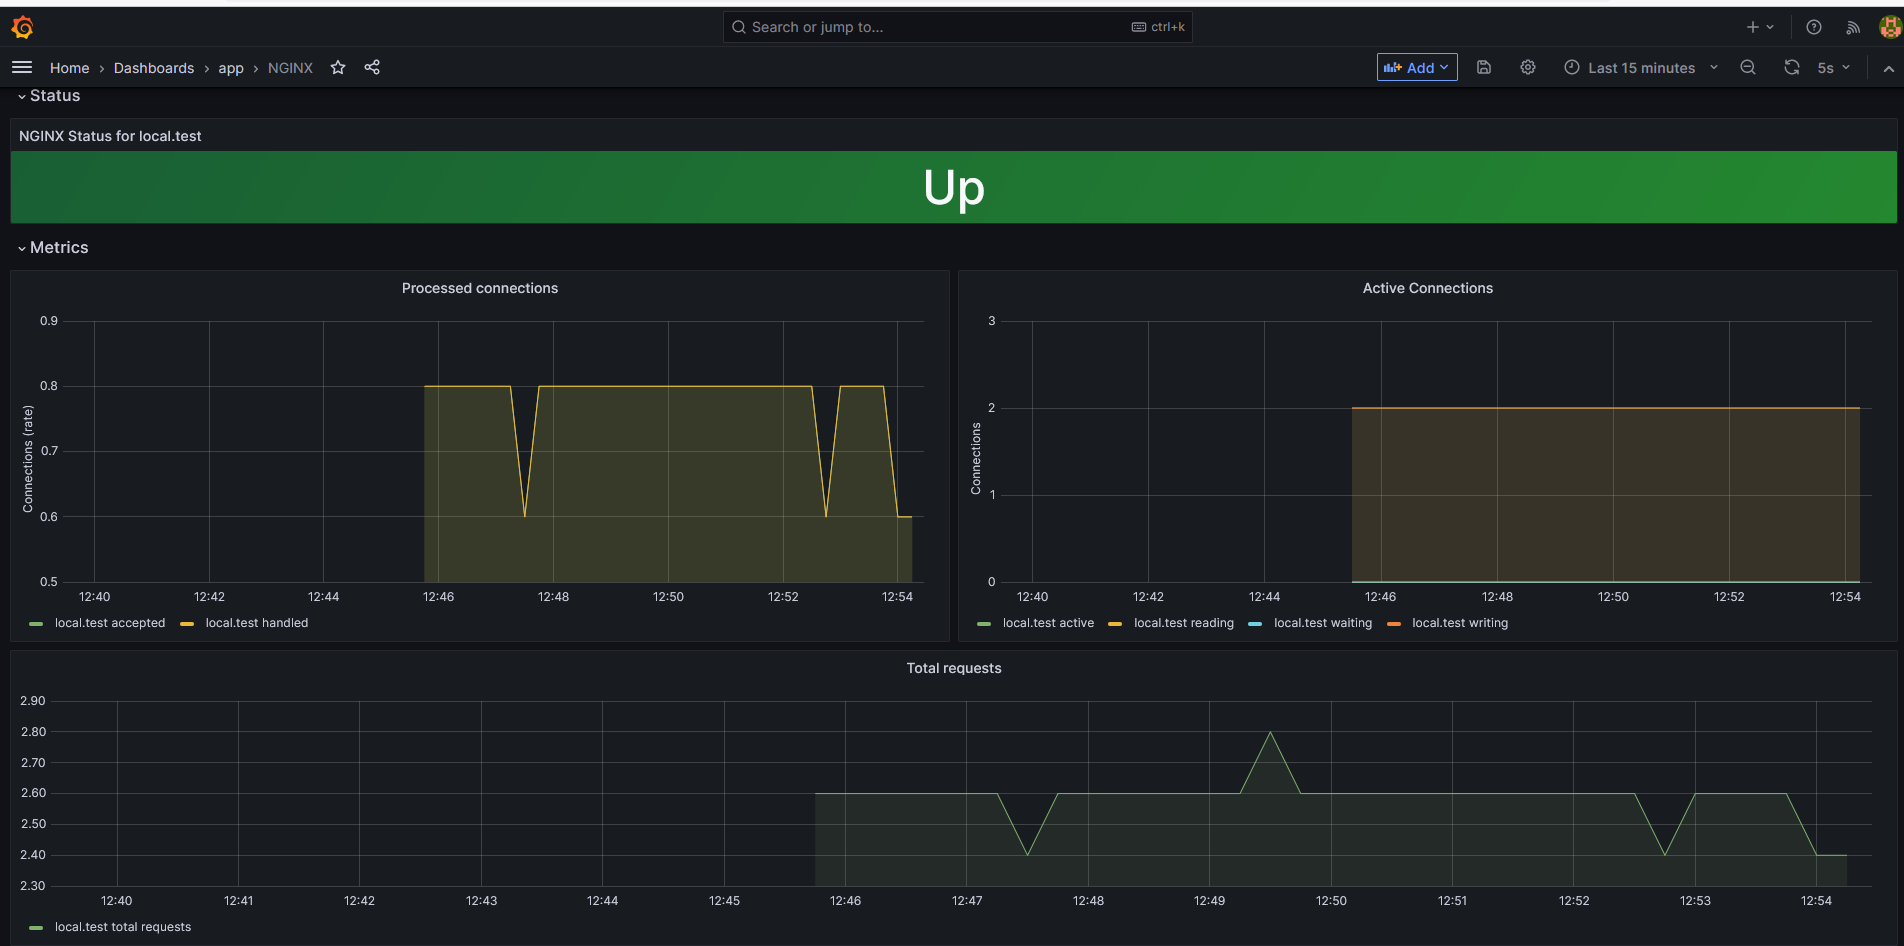 Search or jump to... ctrl+k
Home › Dashboards › app › NGINX Add Last 15 minutes 5s
Status
NGINX Status for local.test
Up
Metrics
Processed connections
0.9
0.8
0.7
0.6
0.5
Connections (rate)
12:40 12:42 12:44 12:46 12:48 12:50 12:52 12:54
local.test accepted local.test handled
Active Connections
3
2
1
0
Connections
12:40 12:42 12:44 12:46 12:48 12:50 12:52 12:54
local.test active local.test reading local.test waiting local.test writing
Total requests
2.90
2.80
2.70
2.60
2.50
2.40
2.30
12:40 12:41 12:42 12:43 12:44 12:45 12:46 12:47 12:48 12:49 12:50 12:51 12:52 12:53 12:54
local.test total requests